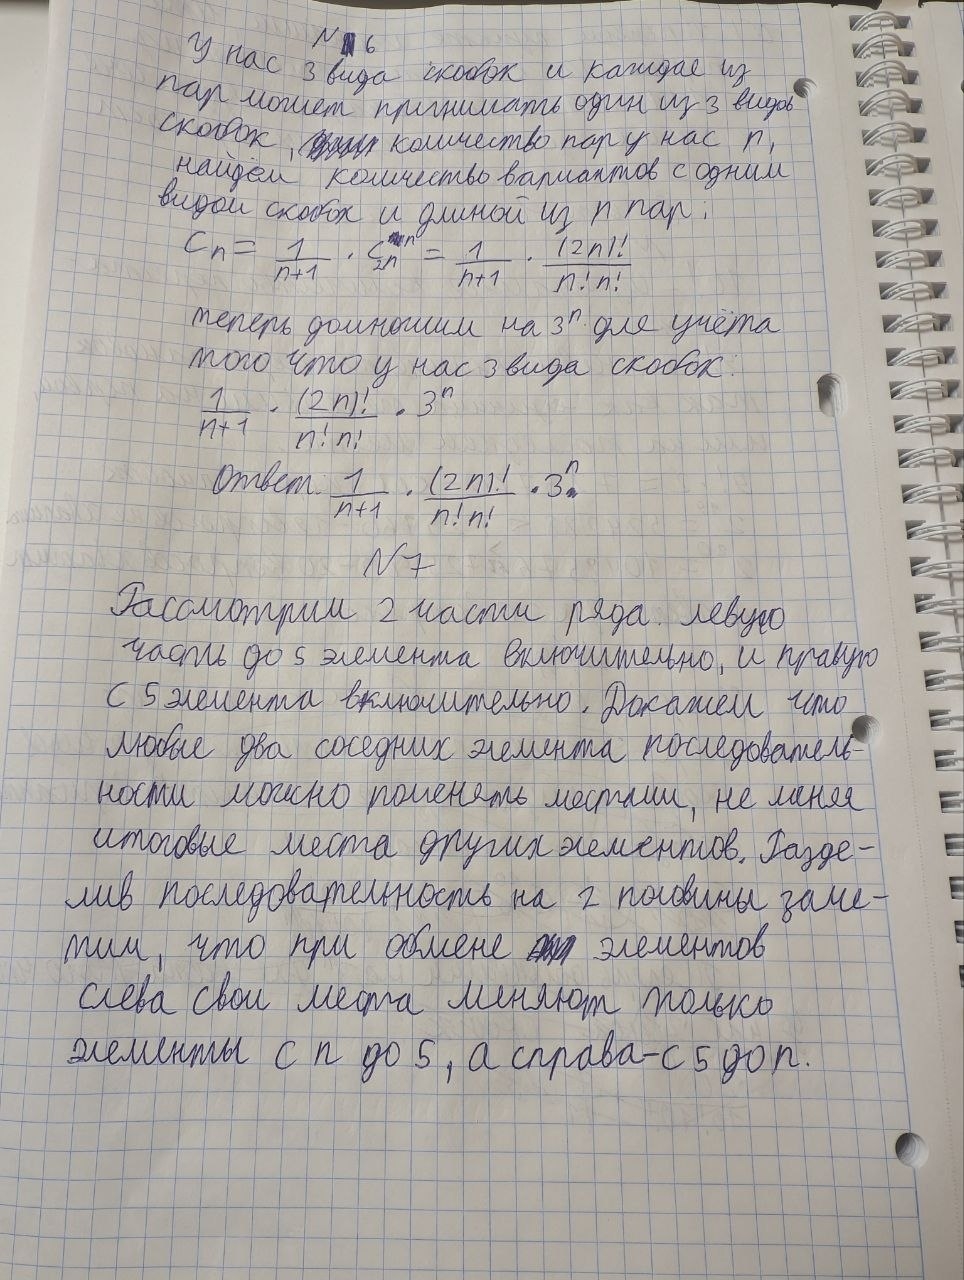 N 6
У нас 3 вида скобок и каждая из
пар может принимать один из 3 видов
скобок, количество пар у нас n,
найдём количество вариантов с одним
видом скобок и длиной из n пар:
Cn = 1/(n+1) · C_2n^n = 1/(n+1) · (2n)!/(n!n!)
теперь домножим на 3^n для учёта
того что у нас 3 вида скобок:
1/(n+1) · (2n)!/(n!n!) · 3^n
Ответ: 1/(n+1) · (2n)!/(n!n!) · 3^n
N7
Рассмотрим 2 части ряда: левую
часть до 5 элемента включительно, и правую
с 5 элемента включительно. Докажем что
любые два соседних элемента последователь-
ности можно поменять местами, не меняя
итоговые места других элементов. Разде-
лив последовательность на 2 половины заме-
тим, что при обмене элементов
слева свои места меняют только
элементы с n до 5, а справа - с 5 до n.